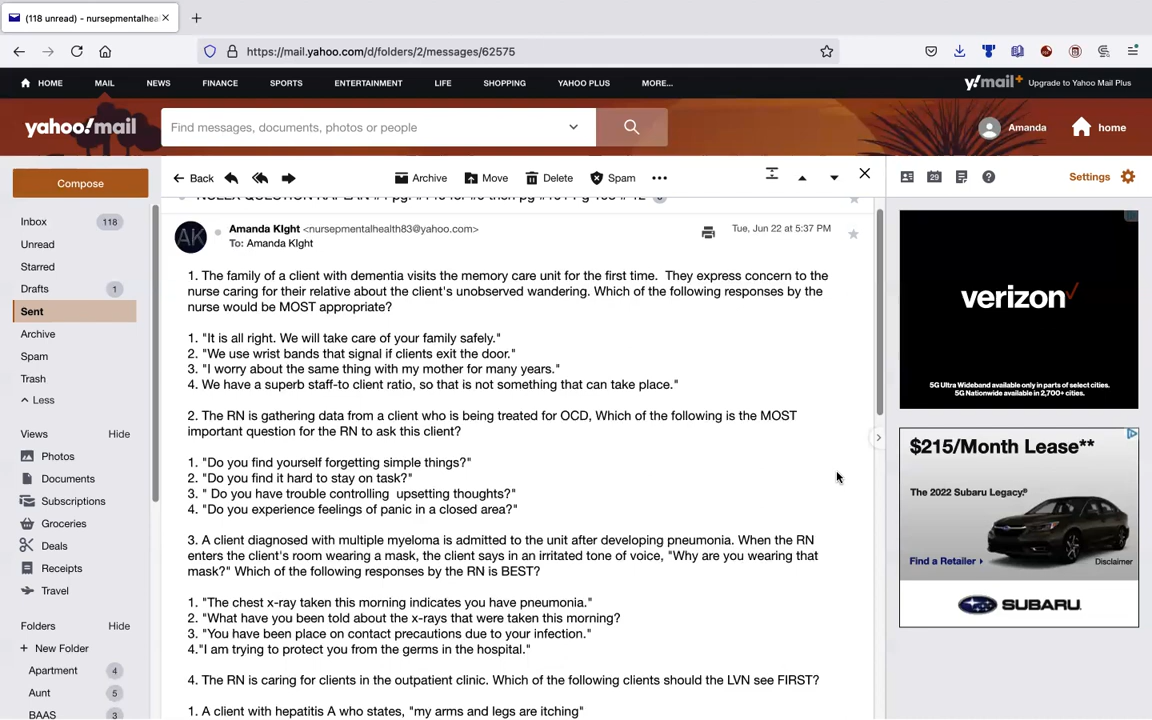 (118 unread) - nursepmentalhea
https://mail.yahoo.com/d/folders/2/messages/62575
HOME MAIL NEWS FINANCE SPORTS ENTERTAINMENT LIFE SHOPPING YAHOO PLUS MORE... y!mail+ Upgrade to Yahoo Mail Plus
yahoo!mail Find messages, documents, photos or people Amanda home
Compose Back Archive Move Delete Spam 29 Settings
Inbox 118
Unread
Starred
Drafts 1
Sent
Archive
Spam
Trash
Less
Views Hide
Photos
Documents
Subscriptions
Groceries
Deals
Receipts
Travel
Folders Hide
+ New Folder
Apartment 4
Aunt 5
BAAS 3
AK Amanda KIght <nursepmentalhealth83@yahoo.com> Tue, Jun 22 at 5:37 PM
To: Amanda KIght
1. The family of a client with dementia visits the memory care unit for the first time. They express concern to the
nurse caring for their relative about the client's unobserved wandering. Which of the following responses by the
nurse would be MOST appropriate?
1. "It is all right. We will take care of your family safely."
2. "We use wrist bands that signal if clients exit the door."
3. "I worry about the same thing with my mother for many years."
4. We have a superb staff-to client ratio, so that is not something that can take place."
2. The RN is gathering data from a client who is being treated for OCD, Which of the following is the MOST
important question for the RN to ask this client?
1. "Do you find yourself forgetting simple things?"
2. "Do you find it hard to stay on task?"
3. " Do you have trouble controlling upsetting thoughts?"
4. "Do you experience feelings of panic in a closed area?"
3. A client diagnosed with multiple myeloma is admitted to the unit after developing pneumonia. When the RN
enters the client's room wearing a mask, the client says in an irritated tone of voice, "Why are you wearing that
mask?" Which of the following responses by the RN is BEST?
1. "The chest x-ray taken this morning indicates you have pneumonia."
2. "What have you been told about the x-rays that were taken this morning?
3. "You have been place on contact precautions due to your infection."
4."I am trying to protect you from the germs in the hospital."
4. The RN is caring for clients in the outpatient clinic. Which of the following clients should the LVN see FIRST?
1. A client with hepatitis A who states, "my arms and legs are itching"
verizon✓
5G Ultra Wideband available only in parts of select cities.
5G Nationwide available in 2,700+ cities.
$215/Month Lease**
The 2022 Subaru Legacy.®
Find a Retailer Disclaimer
SUBARU.